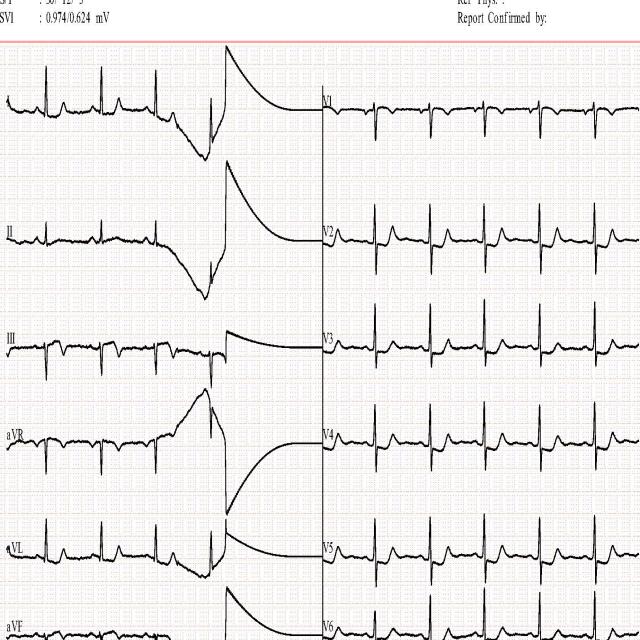 SV1 : 0.974/0.624 mV
Report Confirmed by:
I V1
II V2
III V3
aVR V4
aVL V5
aVF V6